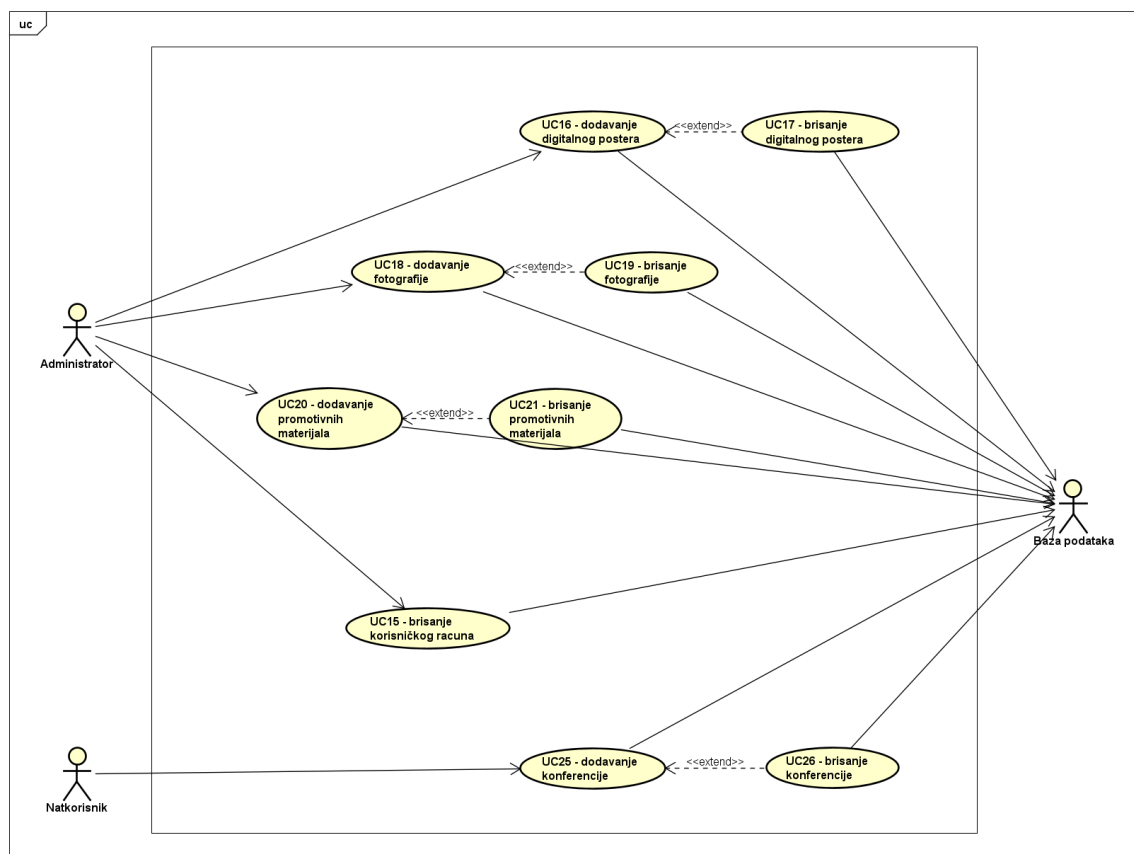 uc
UC16 - dodavanje
digitalnog postera
<<extend>>
UC17 - brisanje
digitalnog postera
UC18 - dodavanje
fotografije
<<extend>>
UC19 - brisanje
fotografije
Administrator
UC20 - dodavanje
promotivnih
materijala
<<extend>>
UC21 - brisanje
promotivnih
materijala
Baza podataka
UC15 - brisanje
korisničkog racuna
Natkorisnik
UC25 - dodavanje
konferencije
<<extend>>
UC26 - brisanje
konferencije